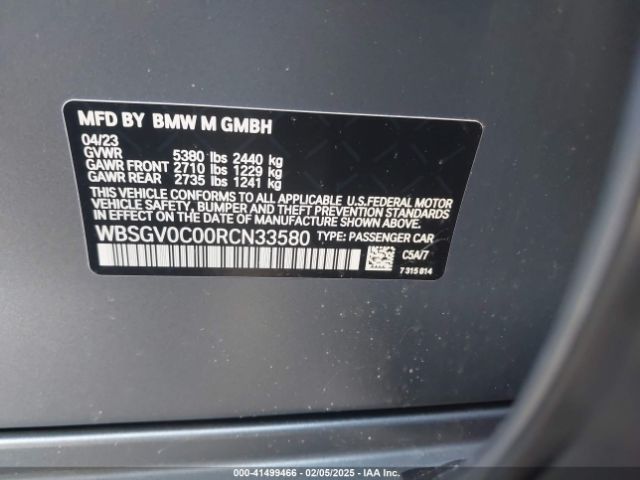 MFD BY BMW M GMBH
04/23
GVWR 5380 lbs 2440 kg
GAWR FRONT 2710 lbs 1229 kg
GAWR REAR 2735 lbs 1241 kg
THIS VEHICLE CONFORMS TO ALL APPLICABLE U.S.FEDERAL MOTOR
VEHICLE SAFETY, BUMPER AND THEFT PREVENTION
STANDARDS IN EFFECT ON THE DATE OF MANUFACTURE SHOWN ABOVE.
WBSGV0C00RCN33580 TYPE: PASSENGER CAR
C5A/7
7 315 814
000-41499466 - 02/05/2025 - IAA Inc.